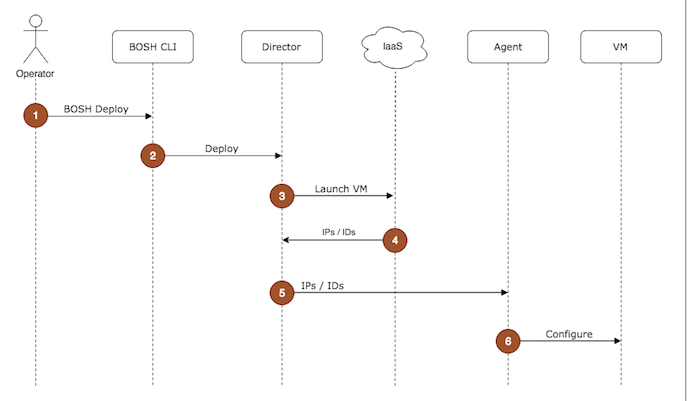 BOSH CLI
Director
IaaS
Agent
VM
Operator
1
BOSH Deploy
2
Deploy
3
Launch VM
IPs / IDs
4
5
IPs / IDs
6
Configure